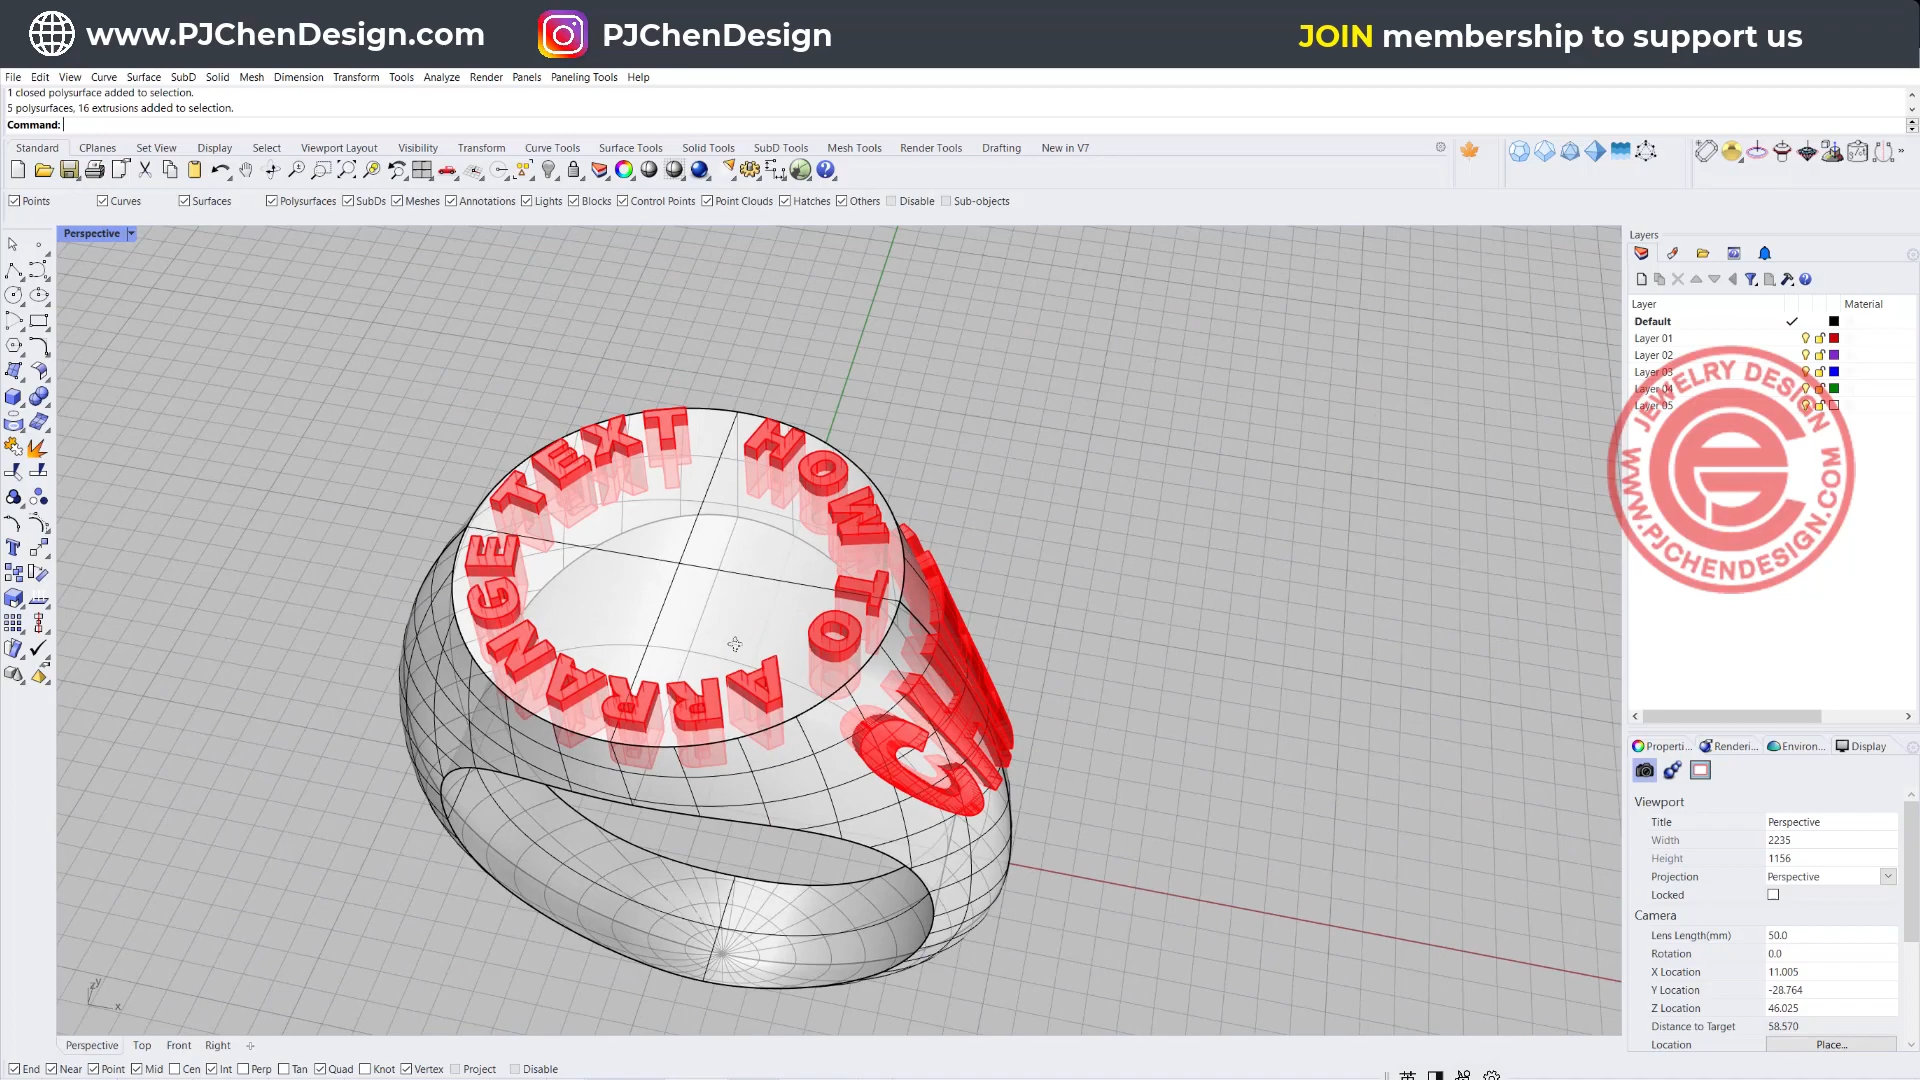 www.PJChenDesign.com
PJChenDesign
JOIN membership to support us
File Edit View Curve Surface SubD Solid Mesh Dimension Transform Tools Analyze Render Panels Paneling Tools Help
1 closed polysurface added to selection.
5 polysurfaces, 16 extrusions added to selection.
Command:
Standard CPlanes Set View Display Select Viewport Layout Visibility Transform Curve Tools Surface Tools Solid Tools SubD Tools Mesh Tools Render Tools Drafting New in V7
Points Curves Surfaces Polysurfaces SubDs Meshes Annotations Lights Blocks Control Points Point Clouds Hatches Others Disable Sub-objects
Perspective
Layers
Layer Material
Default
Layer 01
Layer 02
Layer 03
Layer 04
Layer 05
JEWELRY DESIGN
WWW.PJCHENDESIGN.COM
HOW TO ARRANGE TEXT
Properti... Renderi... Environ... Display
Viewport
Title Perspective
Width 2235
Height 1156
Projection Perspective
Locked
Camera
Lens Length(mm) 50.0
Rotation 0.0
X Location 11.005
Y Location -28.764
Z Location 46.025
Distance to Target 58.570
Location Place...
z y x
Perspective Top Front Right
End Near Point Mid Cen Int Perp Tan Quad Knot Vertex Project Disable
英